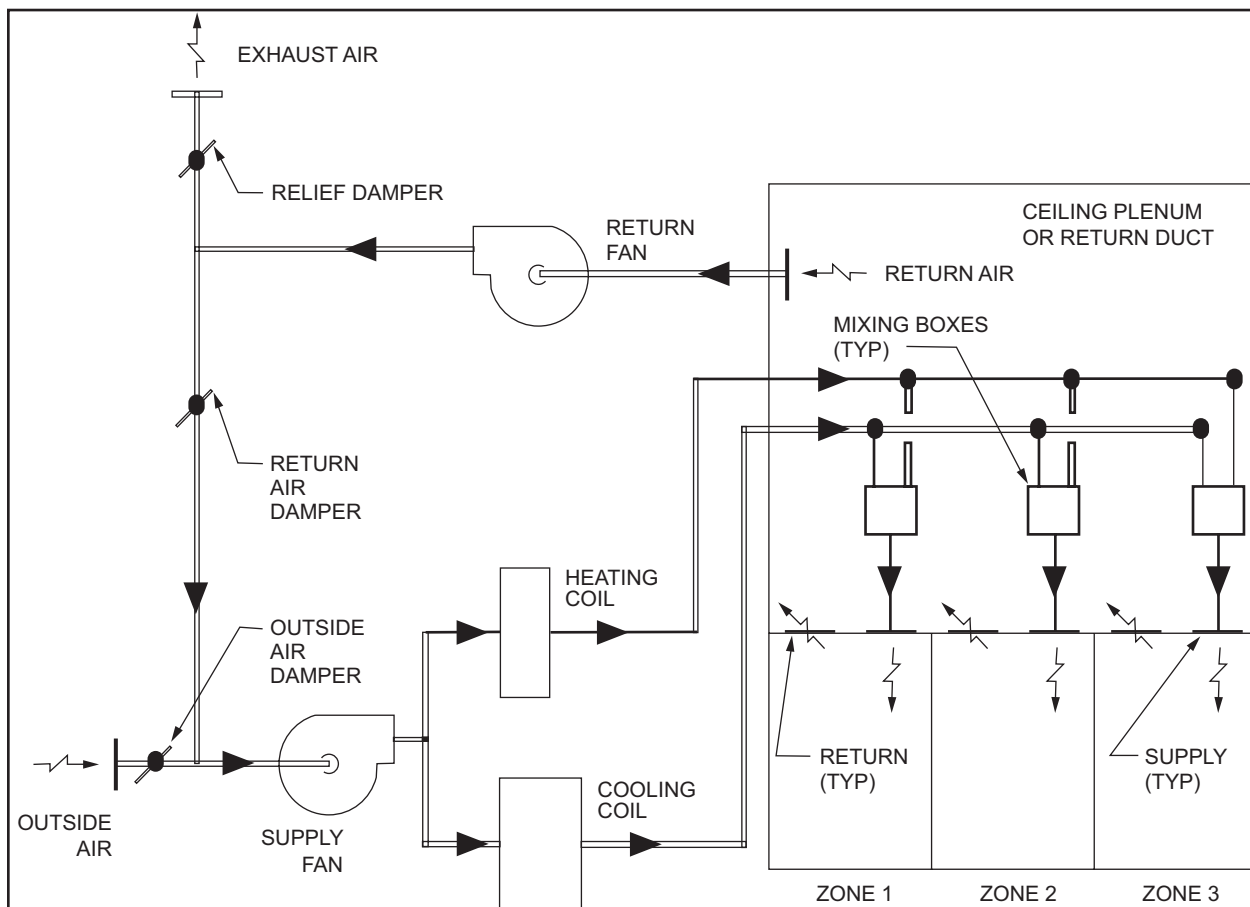 EXHAUST AIR
RELIEF DAMPER
RETURN
FAN
CEILING PLENUM
OR RETURN DUCT
RETURN AIR
MIXING BOXES
(TYP)
RETURN
AIR
DAMPER
HEATING
COIL
OUTSIDE
AIR
DAMPER
RETURN
(TYP)
SUPPLY
(TYP)
COOLING
COIL
OUTSIDE
AIR
SUPPLY
FAN
ZONE 1
ZONE 2
ZONE 3